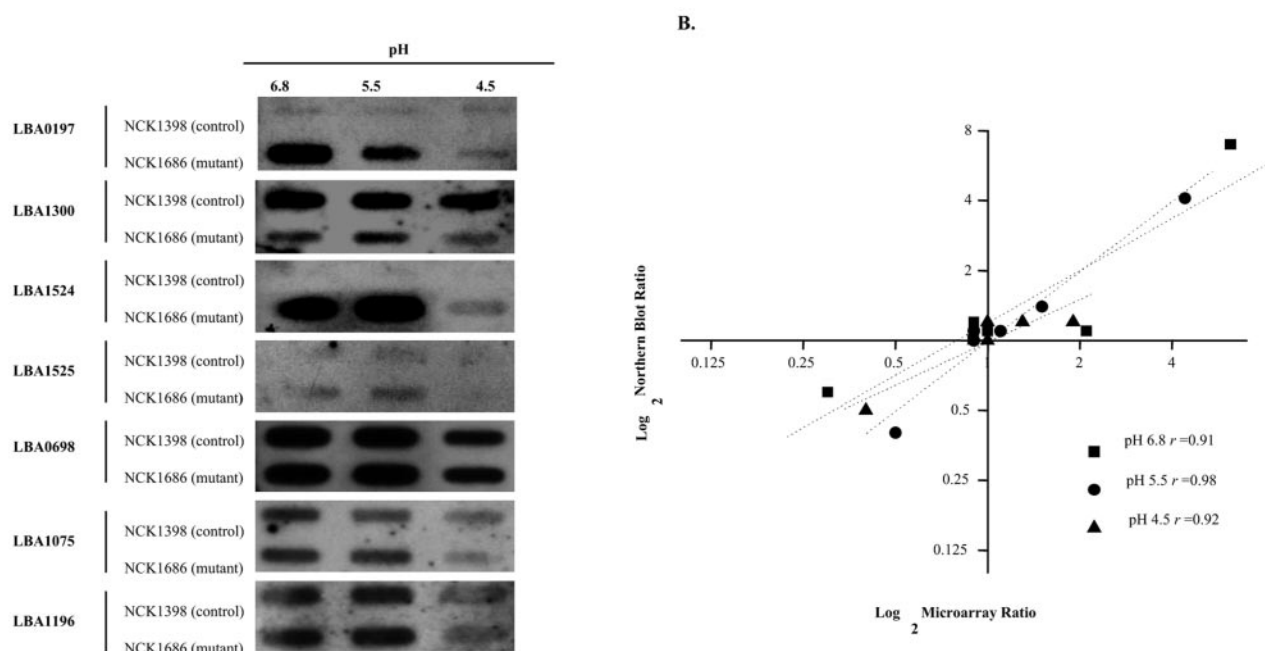 pH
6.8 5.5 4.5
LBA0197
NCK1398 (control)
NCK1686 (mutant)
LBA1300
NCK1398 (control)
NCK1686 (mutant)
LBA1524
NCK1398 (control)
NCK1686 (mutant)
LBA1525
NCK1398 (control)
NCK1686 (mutant)
LBA0698
NCK1398 (control)
NCK1686 (mutant)
LBA1075
NCK1398 (control)
NCK1686 (mutant)
LBA1196
NCK1398 (control)
NCK1686 (mutant)
B.
8
4
2
0.125 0.25 0.5 1 2 4
0.5
0.25
0.125
Log2 Northern Blot Ratio
pH 6.8 r =0.91
pH 5.5 r =0.98
pH 4.5 r =0.92
Log2 Microarray Ratio